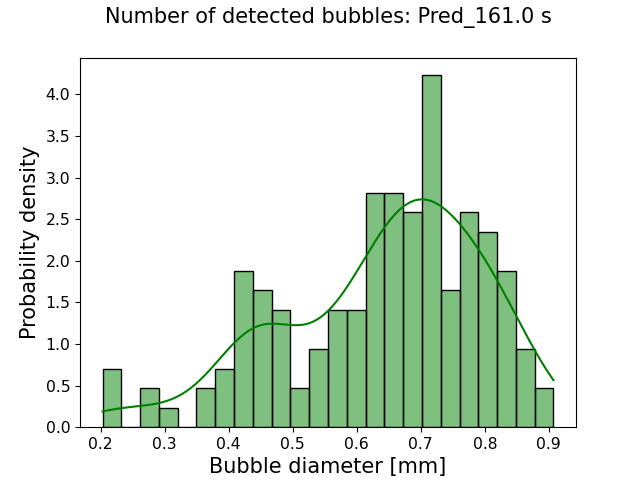 Number of detected bubbles: Pred_161.0 s
4.0
3.5
3.0
2.5
2.0
1.5
1.0
0.5
0.0
Probability density
0.2 0.3 0.4 0.5 0.6 0.7 0.8 0.9
Bubble diameter [mm]